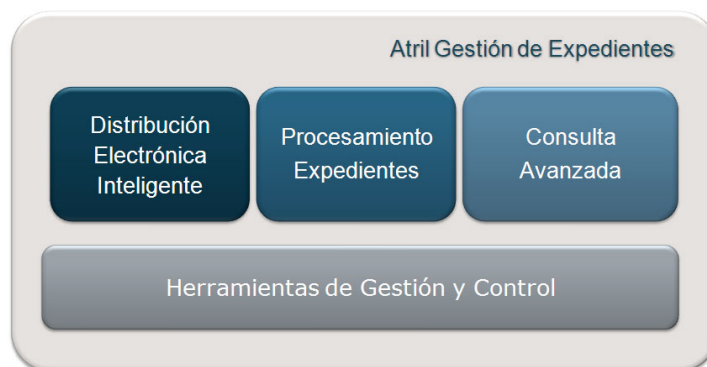 Atril Gestión de Expedientes
Distribución
Electrónica
Inteligente
Procesamiento
Expedientes
Consulta
Avanzada
Herramientas de Gestión y Control